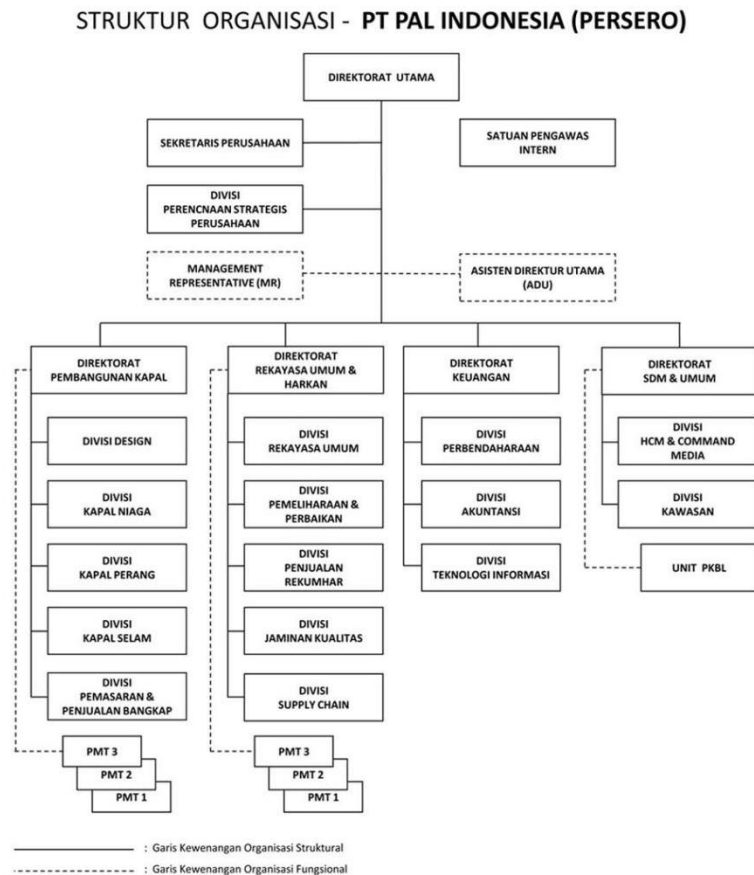 STRUKTUR ORGANISASI - PT PAL INDONESIA (PERSERO)
DIREKTORAT UTAMA
SEKRETARIS PERUSAHAAN
SATUAN PENGAWAS
INTERN
DIVISI
PERENCNAAN STRATEGIS
PERUSAHAAN
MANAGEMENT
REPRESENTATIVE (MR)
ASISTEN DIREKTUR UTAMA
(ADU)
DIREKTORAT
PEMBANGUNAN KAPAL
DIVISI DESIGN
DIVISI
KAPAL NIAGA
DIVISI
KAPAL PERANG
DIVISI
KAPAL SELAM
DIVISI
PEMASARAN &
PENJUALAN BANGKAP
PMT 3
PMT 2
PMT 1
DIREKTORAT
REKAYASA UMUM &
HARKAN
DIVISI
REKAYASA UMUM
DIVISI
PEMELIHARAAN &
PERBAIKAN
DIVISI
PENJUALAN
REKUMHAR
DIVISI
JAMINAN KUALITAS
DIVISI
SUPPLY CHAIN
PMT 3
PMT 2
PMT 1
DIREKTORAT
KEUANGAN
DIVISI
PERBENDAHARAAN
DIVISI
AKUNTANSI
DIVISI
TEKNOLOGI INFORMASI
DIREKTORAT
SDM & UMUM
DIVISI
HCM & COMMAND
MEDIA
DIVISI
KAWASAN
UNIT PKBL
: Garis Kewenangan Organisasi Struktural
: Garis Kewenangan Organisasi Fungsional